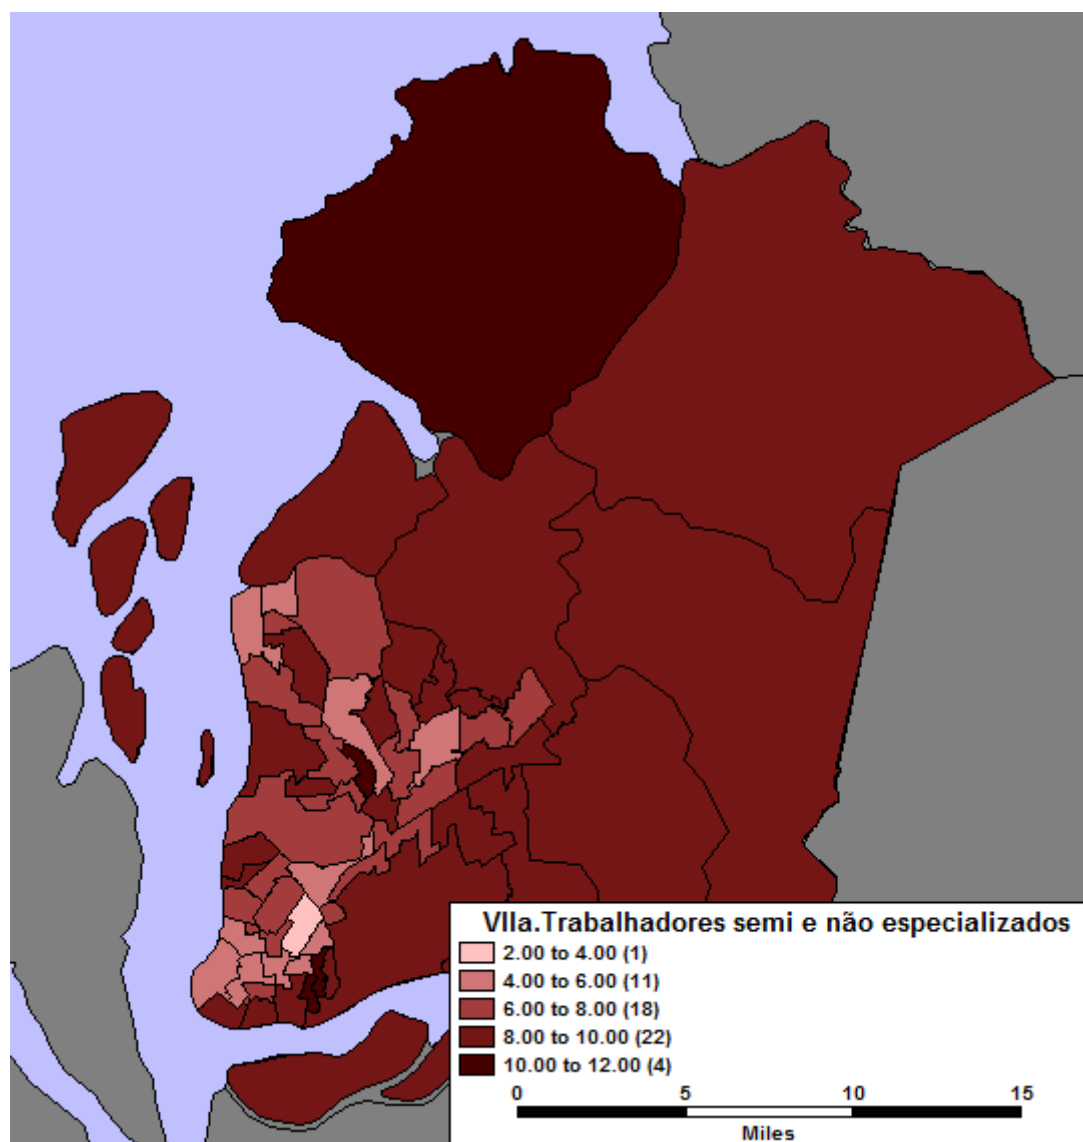 VIIa.Trabalhadores semi e não especializados
2.00 to 4.00 (1)
4.00 to 6.00 (11)
6.00 to 8.00 (18)
8.00 to 10.00 (22)
10.00 to 12.00 (4)
0 5 10 15
Miles